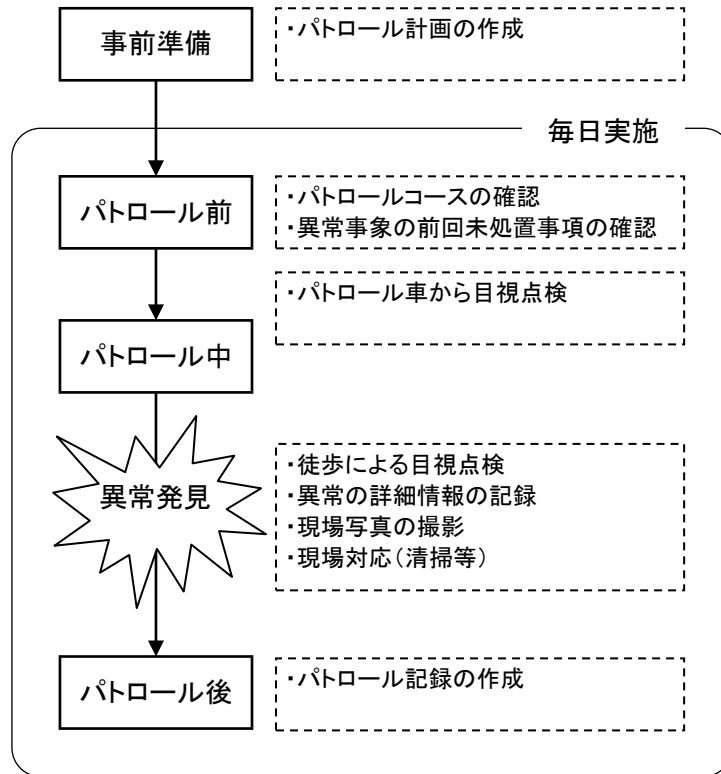 事前準備
・パトロール計画の作成
毎日実施
パトロール前
・パトロールコースの確認
・異常事象の前回未処置事項の確認
・パトロール車から目視点検
パトロール中
異常発見
・徒歩による目視点検
・異常の詳細情報の記録
・現場写真の撮影
・現場対応（清掃等）
パトロール後
・パトロール記録の作成